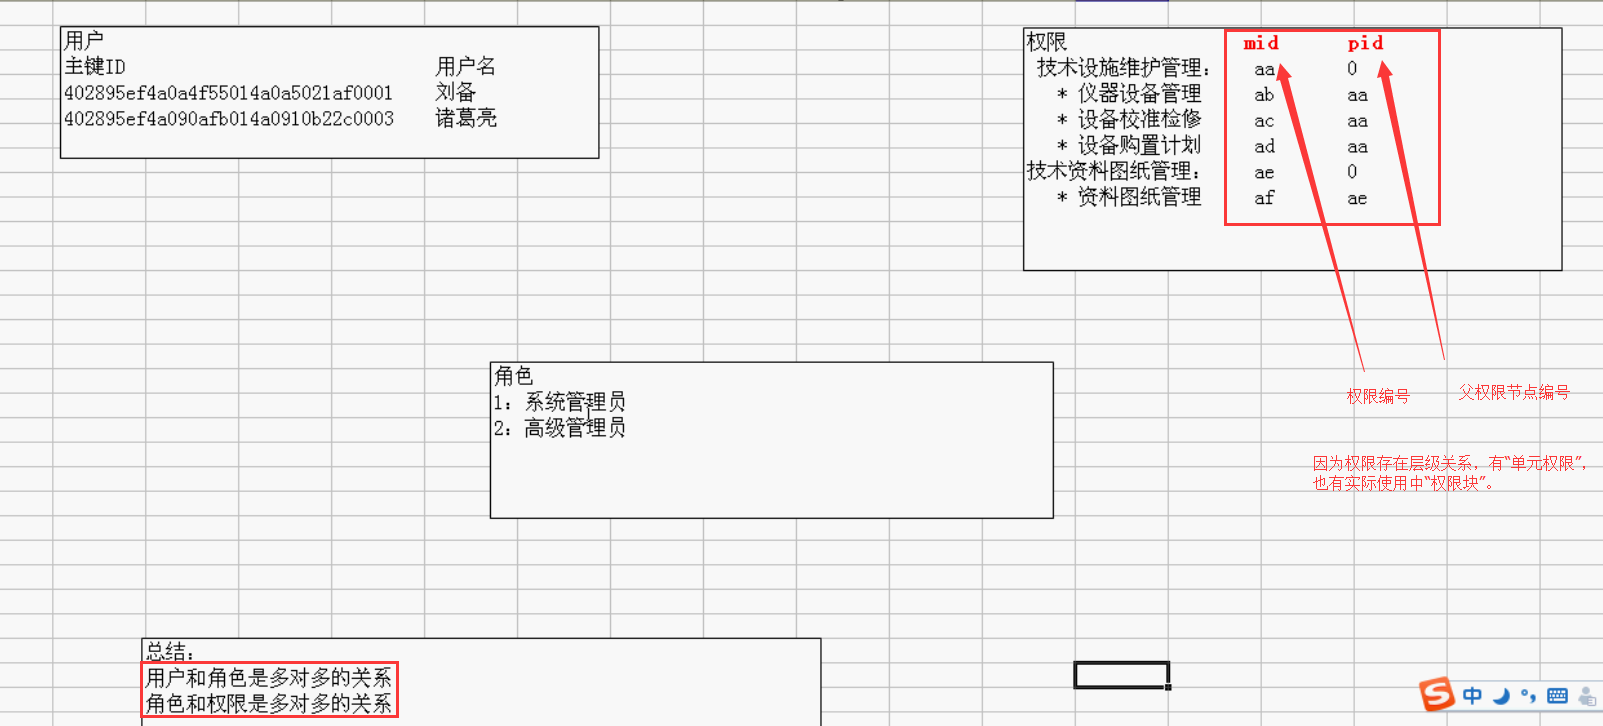 用户
主键ID 用户名
402895ef4a0a4f55014a0a5021af0001 刘备
402895ef4a090afb014a0910b22c0003 诸葛亮
权限 mid pid
技术设施维护管理： aa 0
* 仪器设备管理 ab aa
* 设备校准检修 ac aa
* 设备购置计划 ad aa
技术资料图纸管理： ae 0
* 资料图纸管理 af ae
角色
1：系统管理员
2：高级管理员
权限编号 父权限节点编号
因为权限存在层级关系，有“单元权限”，
也有实际使用中“权限块”。
总结：
用户和角色是多对多的关系
角色和权限是多对多的关系
S 中